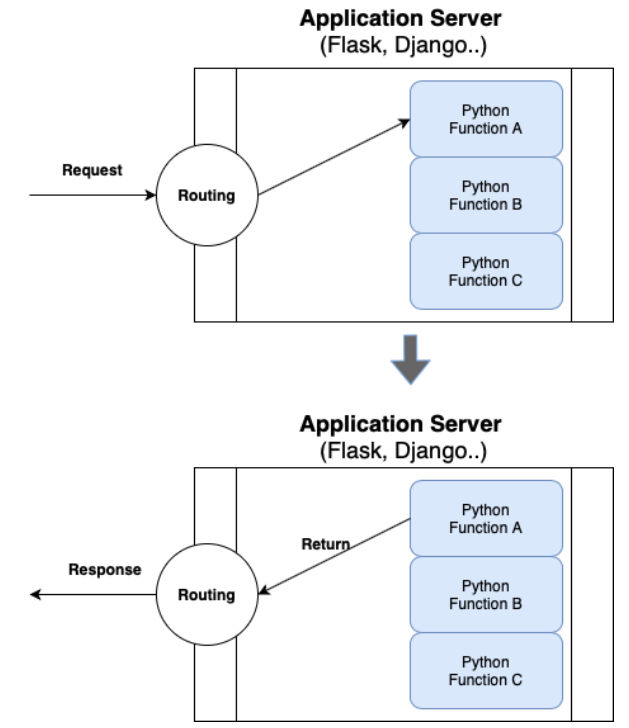 Application Server
(Flask, Django..)
Python
Function A
Request
Routing
Python
Function B
Python
Function C
Application Server
(Flask, Django..)
Python
Function A
Return
Response
Routing
Python
Function B
Python
Function C